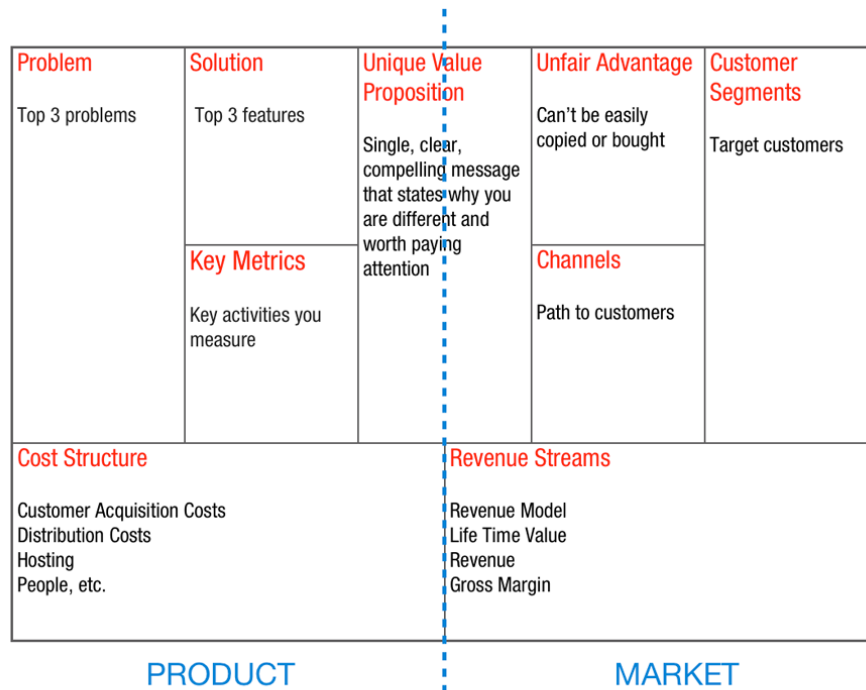 Problem
Top 3 problems
Solution
Top 3 features
Key Metrics
Key activities you
measure
Unique Value
Proposition
Single, clear,
compelling message
that states why you
are different and
worth paying
attention
Unfair Advantage
Can’t be easily
copied or bought
Channels
Path to customers
Customer
Segments
Target customers
Cost Structure
Customer Acquisition Costs
Distribution Costs
Hosting
People, etc.
Revenue Streams
Revenue Model
Life Time Value
Revenue
Gross Margin
PRODUCT
MARKET